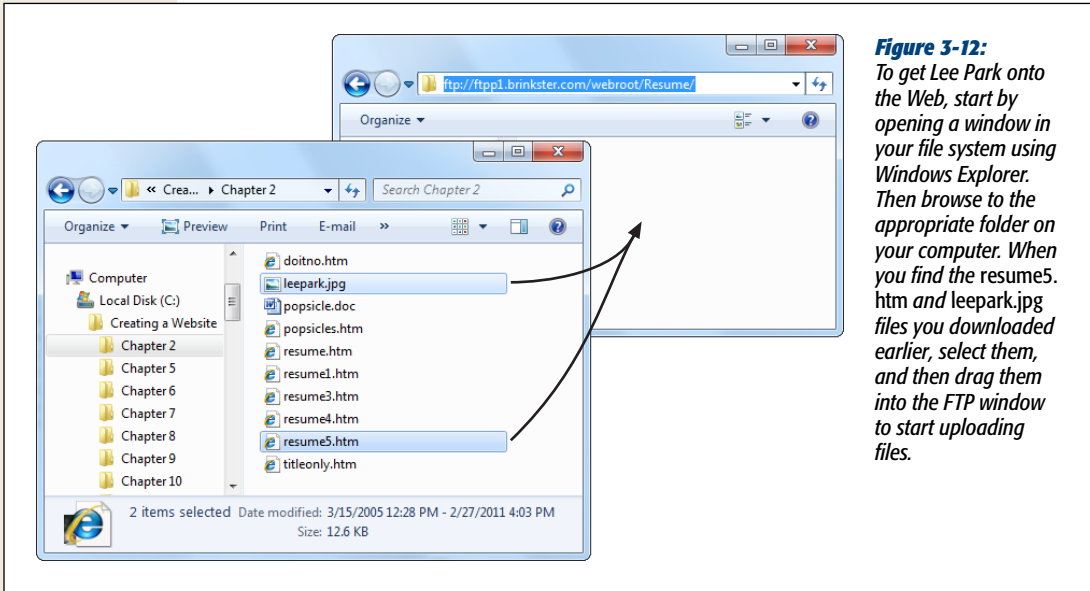 ftp://ftpp1.brinkster.com/webroot/Resume/
Organize
« Crea... Chapter 2
Search Chapter 2
Organize Preview Print E-mail »
Computer
Local Disk (C:)
Creating a Website
Chapter 2
Chapter 5
Chapter 6
Chapter 7
Chapter 8
Chapter 9
Chapter 10
doitno.htm
leepark.jpg
popsicle.doc
popsicles.htm
resume.htm
resume1.htm
resume3.htm
resume4.htm
resume5.htm
titleonly.htm
2 items selected Date modified: 3/15/2005 12:28 PM - 2/27/2011 4:03 PM
Size: 12.6 KB
Figure 3-12:
To get Lee Park onto
the Web, start by
opening a window in
your file system using
Windows Explorer.
Then browse to the
appropriate folder on
your computer. When
you find the resume5.
htm and leepark.jpg
files you downloaded
earlier, select them,
and then drag them
into the FTP window
to start uploading
files.